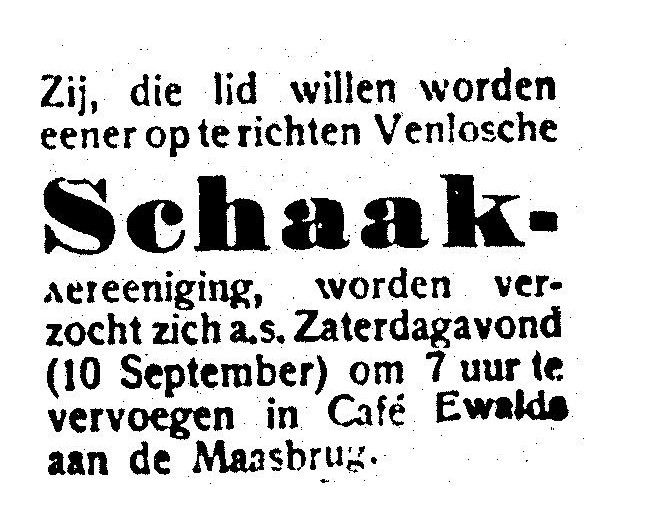 Zij, die lid willen worden
eener op te richten Venlosche
Schaak-
vereeniging, worden ver-
zocht zich a.s. Zaterdagavond
(10 September) om 7 uur te
vervoegen in Café Ewalds
aan de Maasbrug.